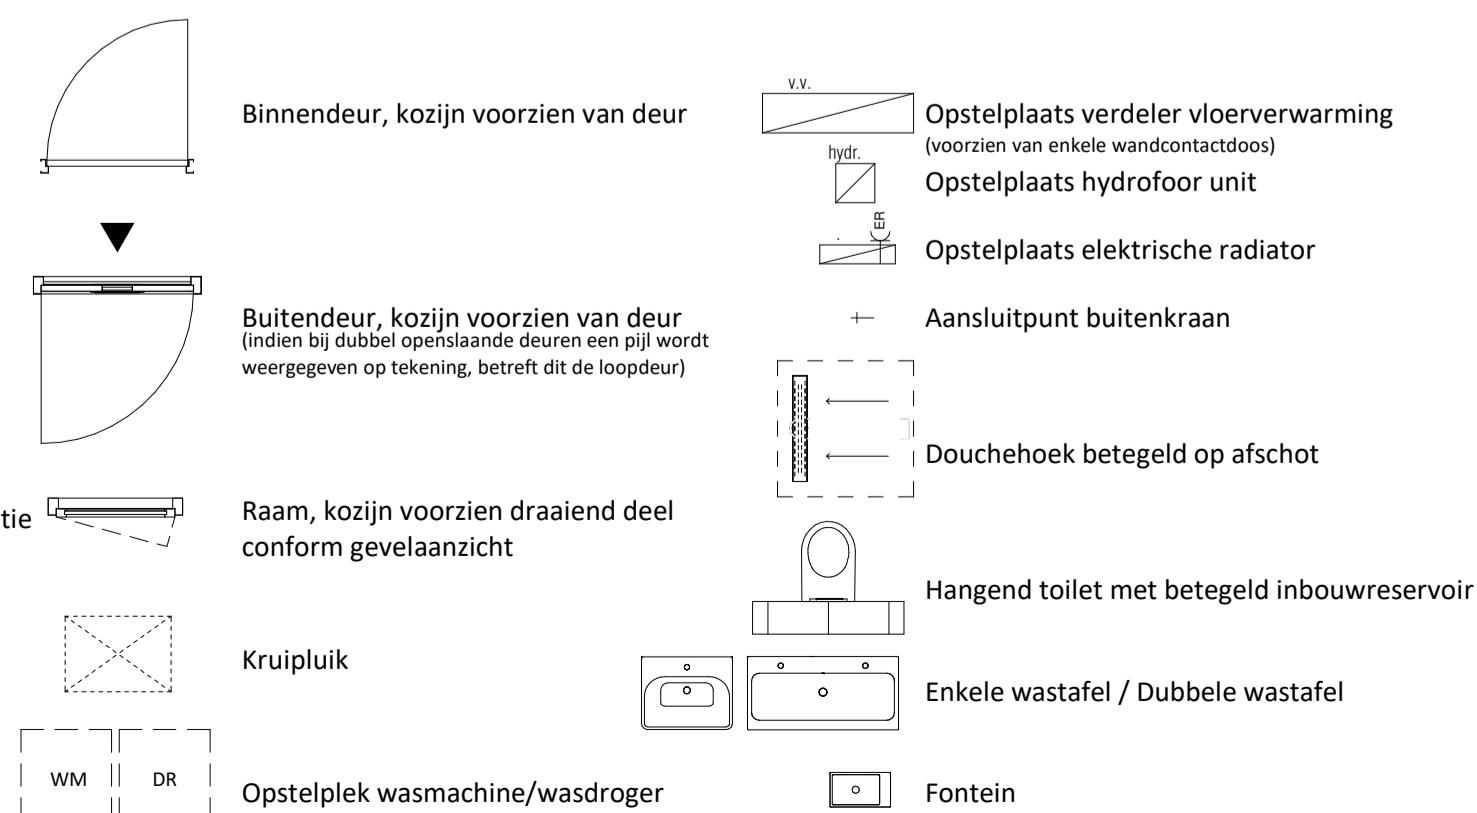 Binnendeur, kozijn voorzien van deur
Buitendeur, kozijn voorzien van deur
(indien bij dubbel openslaande deuren een pijl wordt
weergegeven op tekening, betreft dit de loopdeur)
tie
Raam, kozijn voorzien draaiend deel
conform gevelaanzicht
Kruipluik
WM DR
Opstelplek wasmachine/wasdroger
v.v.
Opstelplaats verdeler vloerverwarming
(voorzien van enkele wandcontactdoos)
hydr.
Opstelplaats hydrofoor unit
ER
Opstelplaats elektrische radiator
Aansluitpunt buitenkraan
Douchehoek betegeld op afschot
Hangend toilet met betegeld inbouwreservoir
Enkele wastafel / Dubbele wastafel
Fontein